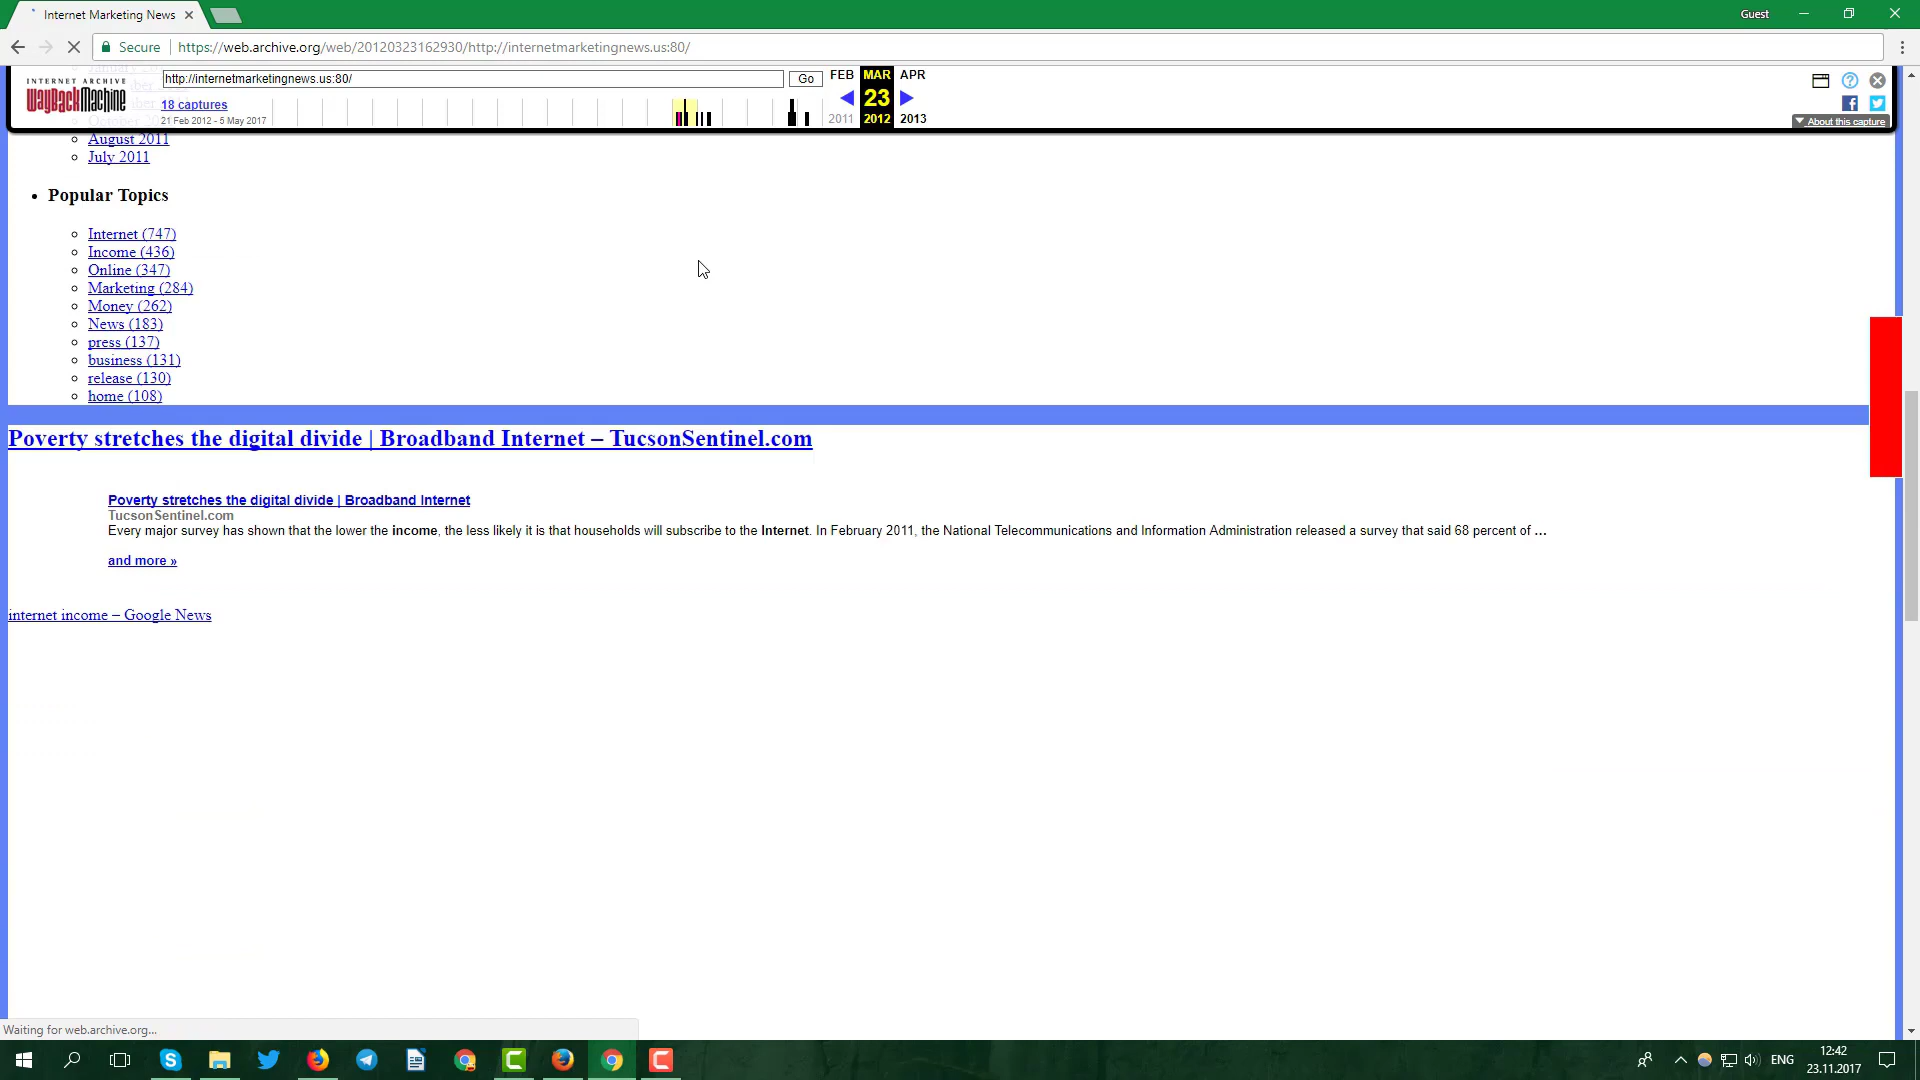 Internet Marketing News
Guest
Secure
https://web.archive.org/web/20120323162930/http://internetmarketingnews.us:80/
INTERNET ARCHIVE
WayBackMachine
http://internetmarketingnews.us:80/
Go
FEB MAR APR
18 captures
23
21 Feb 2012 - 5 May 2017
2011 2012 2013
About this capture
August 2011
July 2011
Popular Topics
Internet (747)
Income (436)
Online (347)
Marketing (284)
Money (262)
News (183)
press (137)
business (131)
release (130)
home (108)
Poverty stretches the digital divide | Broadband Internet – TucsonSentinel.com
Poverty stretches the digital divide | Broadband Internet
TucsonSentinel.com
Every major survey has shown that the lower the income, the less likely it is that households will subscribe to the Internet. In February 2011, the National Telecommunications and Information Administration released a survey that said 68 percent of ...
and more »
internet income – Google News
Waiting for web.archive.org...
ENG
12:42
23.11.2017